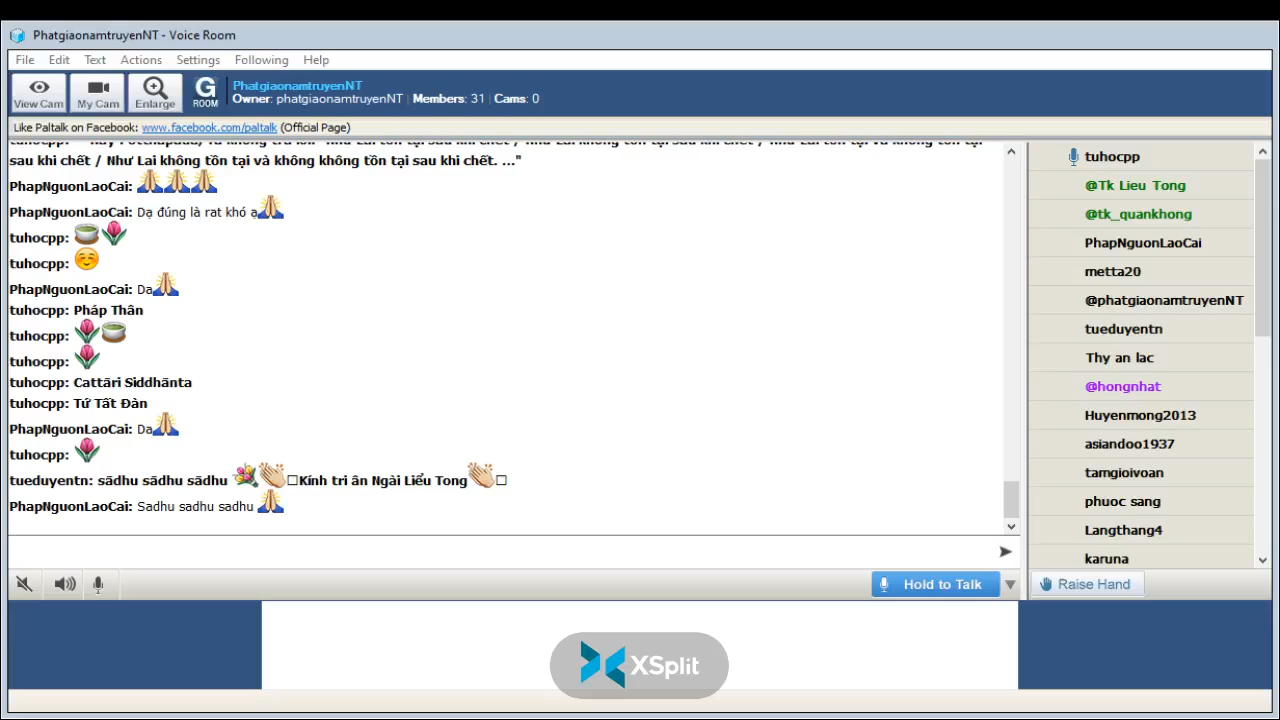 PhatgiaonamtruyenNT - Voice Room
File Edit Text Actions Settings Following Help
View Cam My Cam Enlarge G ROOM
PhatgiaonamtruyenNT
Owner: phatgiaonamtruyenNT | Members: 31 | Cams: 0
Like Paltalk on Facebook: www.facebook.com/paltalk (Official Page)
sau khi chết / Như Lai không tồn tại và không không tồn tại sau khi chết. ..."
PhapNguonLaoCai:
PhapNguonLaoCai: Dạ đúng là rat khó ạ
tuhocpp:
tuhocpp:
PhapNguonLaoCai: Dạ
tuhocpp: Pháp Thân
tuhocpp:
tuhocpp:
tuhocpp: Cattāri Siddhānta
tuhocpp: Tứ Tất Đàn
PhapNguonLaoCai: Dạ
tuhocpp:
tueduyentn: sādhu sādhu sādhu Kính tri ân Ngài Liểu Tong
PhapNguonLaoCai: Sadhu sadhu sadhu
tuhocpp
@Tk Lieu Tong
@tk_quankhong
PhapNguonLaoCai
metta20
@phatgiaonamtruyenNT
tueduyentn
Thy an lac
@hongnhat
Huyenmong2013
asiandoo1937
tamgioivoan
phuoc sang
Langthang4
karuna
Hold to Talk
Raise Hand
XSplit